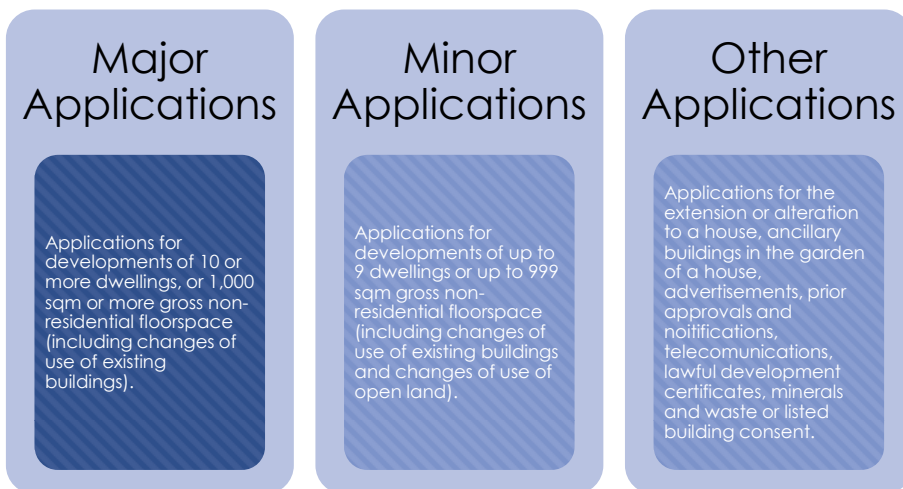 Major
Applications
Applications for
developments of 10 or
more dwellings, or 1,000
sqm or more gross non-
residential floorspace
(including changes of
use of existing
buildings).
Minor
Applications
Applications for
developments of up to
9 dwellings or up to 999
sqm gross non-
residential floorspace
(including changes of
use of existing buildings
and changes of use of
open land).
Other
Applications
Applications for the
extension or alteration
to a house, ancillary
buildings in the garden
of a house,
advertisements, prior
approvals and
noitifications,
telecomunications,
lawful development
certificates, minerals
and waste or listed
building consent.